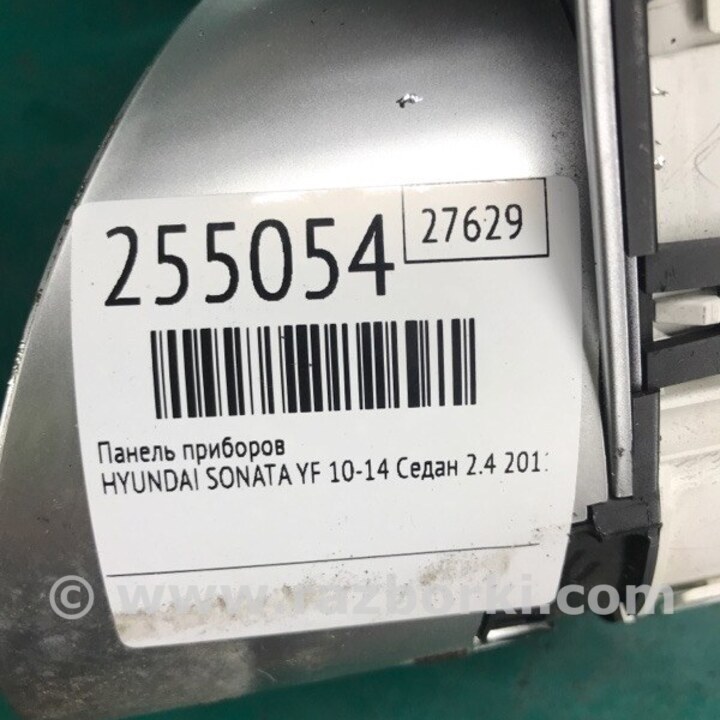 255054
27629
Панель приборов
HYUNDAI SONATA YF 10-14 Седан 2.4
© www.razborki.com